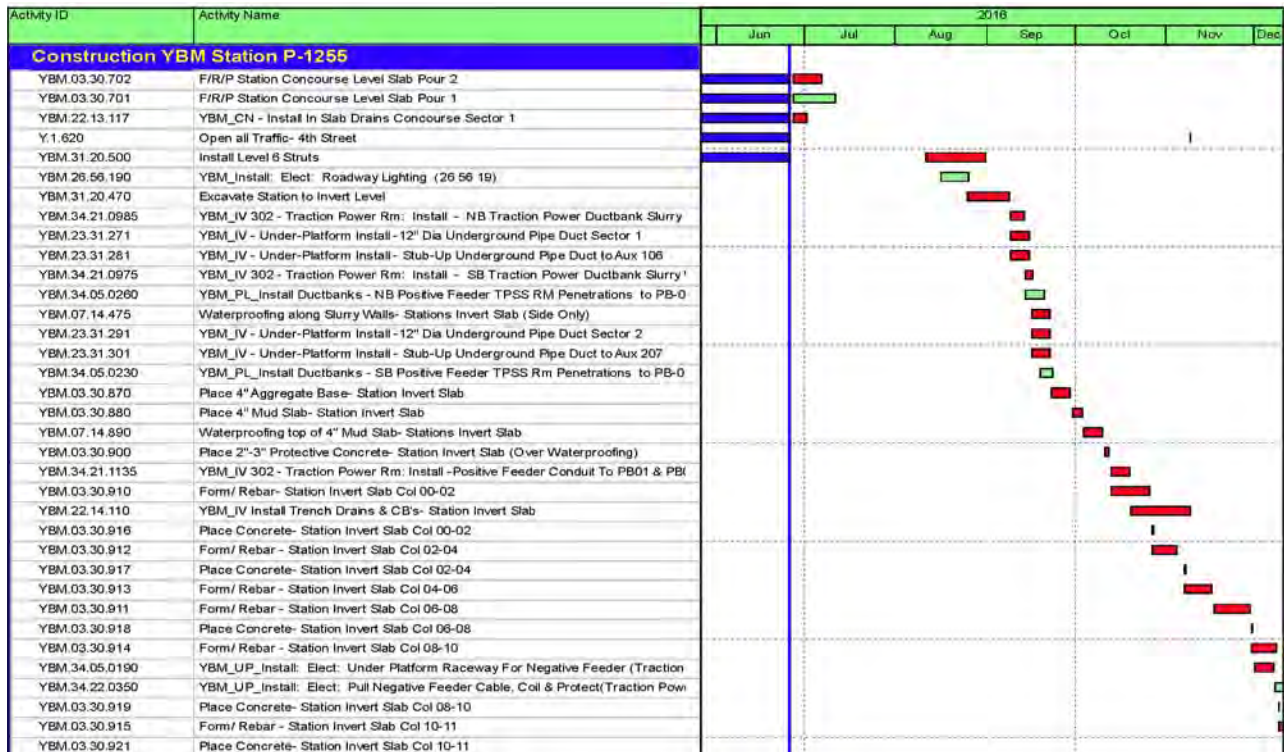 Activity ID Activity Name 2016
Jun Jul Aug Sep Oct Nov Dec
Construction YBM Station P-1255
YBM.03.30.702 F/R/P Station Concourse Level Slab Pour 2
YBM.03.30.701 F/R/P Station Concourse Level Slab Pour 1
YBM.22.13.117 YBM_CN - Install In Slab Drains Concourse Sector 1
Y.1.620 Open all Traffic- 4th Street
YBM.31.20.500 Install Level 6 Struts
YBM.26.56.190 YBM_Install: Elect: Roadway Lighting (26 56 19)
YBM.31.20.470 Excavate Station to Invert Level
YBM.34.21.0985 YBM_IV 302 - Traction Power Rm: Install - NB Traction Power Ductbank Slurry
YBM.23.31.271 YBM_IV - Under-Platform Install -12" Dia Underground Pipe Duct Sector 1
YBM.23.31.281 YBM_IV - Under-Platform Install - Stub-Up Underground Pipe Duct to Aux 106
YBM.34.21.0975 YBM_IV 302 - Traction Power Rm: Install - SB Traction Power Ductbank Slurry
YBM.34.05.0260 YBM_PL_Install Ductbanks - NB Positive Feeder TPSS RM Penetrations to PB-0
YBM.07.14.475 Waterproofing along Slurry Walls- Stations Invert Slab (Side Only)
YBM.23.31.291 YBM_IV - Under-Platform Install -12" Dia Underground Pipe Duct Sector 2
YBM.23.31.301 YBM_IV - Under-Platform Install - Stub-Up Underground Pipe Duct to Aux 207
YBM.34.05.0230 YBM_PL_Install Ductbanks - SB Positive Feeder TPSS Rm Penetrations to PB-0
YBM.03.30.870 Place 4" Aggregate Base- Station Invert Slab
YBM.03.30.880 Place 4" Mud Slab- Station Invert Slab
YBM.07.14.890 Waterproofing top of 4" Mud Slab- Stations Invert Slab
YBM.03.30.900 Place 2"-3" Protective Concrete- Station Invert Slab (Over Waterproofing)
YBM.34.21.1135 YBM_IV 302 - Traction Power Rm: Install -Positive Feeder Conduit To PB01 &
YBM.03.30.910 Form/ Rebar- Station Invert Slab Col 00-02
YBM.22.14.110 YBM_IV Install Trench Drains & CB's- Station Invert Slab
YBM.03.30.916 Place Concrete- Station Invert Slab Col 00-02
YBM.03.30.912 Form/ Rebar - Station Invert Slab Col 02-04
YBM.03.30.917 Place Concrete- Station Invert Slab Col 02-04
YBM.03.30.913 Form/ Rebar - Station Invert Slab Col 04-06
YBM.03.30.911 Form/ Rebar - Station Invert Slab Col 06-08
YBM.03.30.918 Place Concrete- Station Invert Slab Col 06-08
YBM.03.30.914 Form/ Rebar - Station Invert Slab Col 08-10
YBM.34.05.0190 YBM_UP_Install: Elect: Under Platform Raceway For Negative Feeder (Traction
YBM.34.22.0350 YBM_UP_Install: Elect: Pull Negative Feeder Cable, Coil & Protect(Traction
YBM.03.30.919 Place Concrete- Station Invert Slab Col 08-10
YBM.03.30.915 Form/ Rebar - Station Invert Slab Col 10-11
YBM.03.30.921 Place Concrete- Station Invert Slab Col 10-11